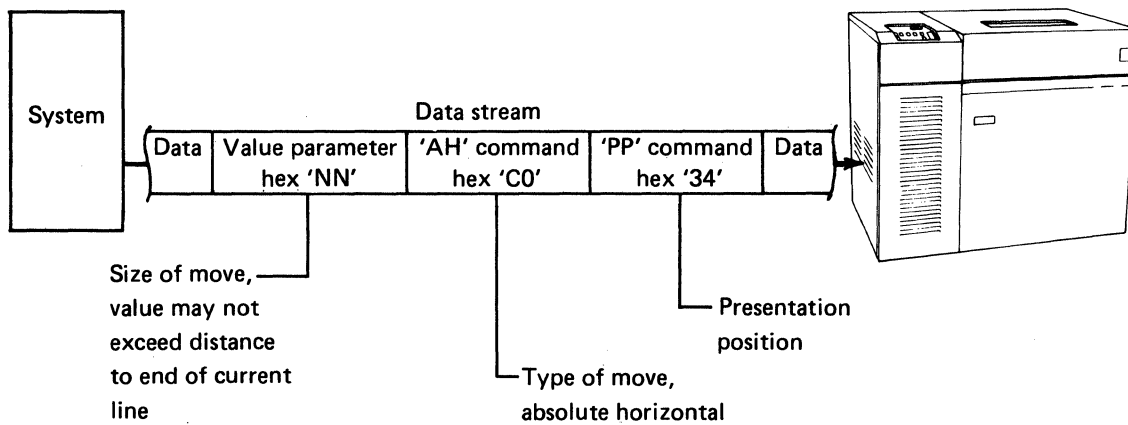 System
Data stream
Data
Value parameter
hex 'NN'
'AH' command
hex 'C0'
'PP' command
hex '34'
Data
Size of move,
value may not
exceed distance
to end of current
line
Type of move,
absolute horizontal
Presentation
position